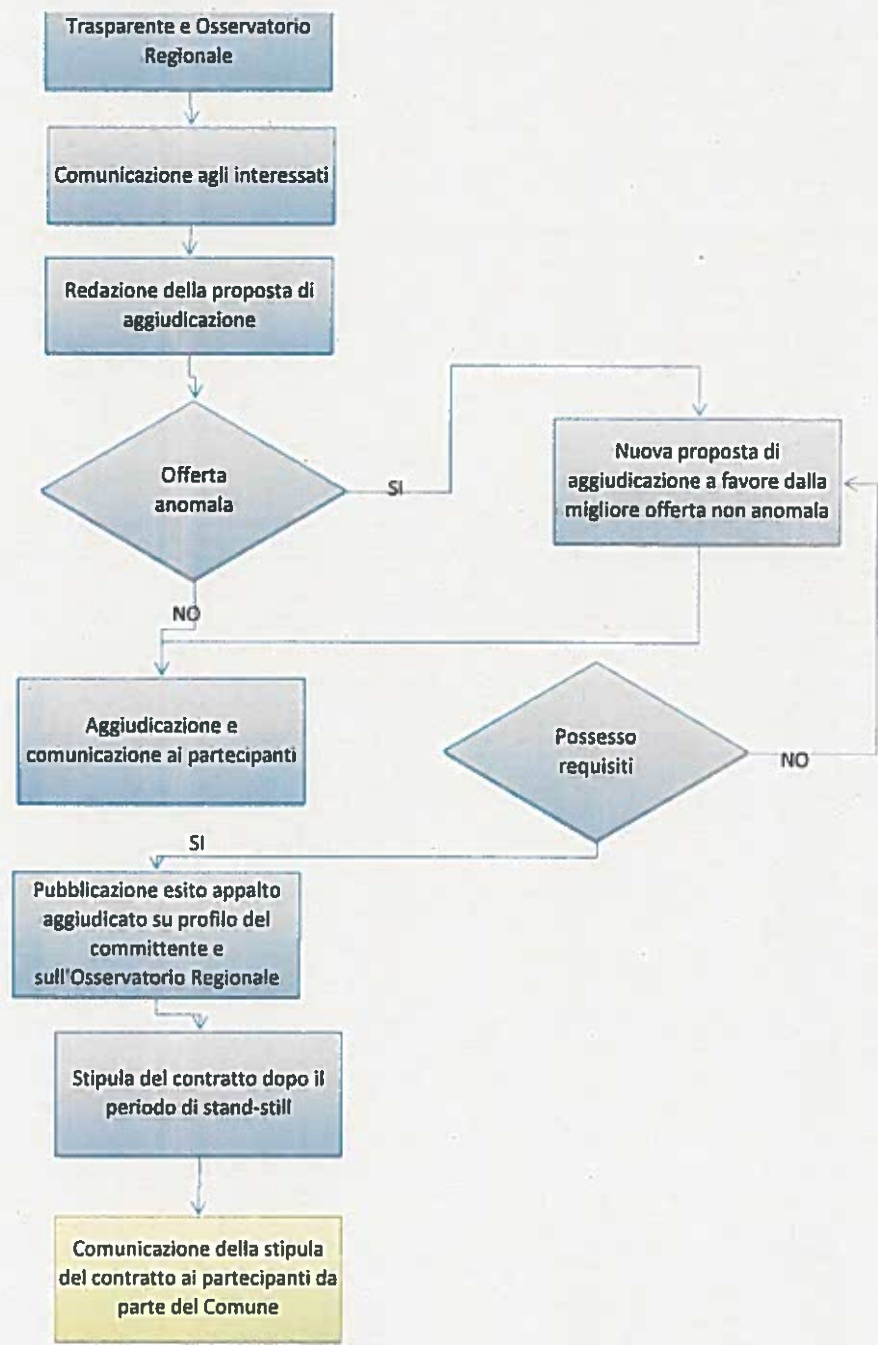 Trasparente e Osservatorio
Regionale
Comunicazione agli interessati
Redazione della proposta di
aggiudicazione
Offerta
anomala
SI
Nuova proposta di
aggiudicazione a favore dalla
migliore offerta non anomala
NO
Aggiudicazione e
comunicazione ai partecipanti
Possesso
requisiti
NO
SI
Pubblicazione esito appalto
aggiudicato su profilo del
committente e
sull'Osservatorio Regionale
Stipula del contratto dopo il
periodo di stand-still
Comunicazione della stipula
del contratto ai partecipanti da
parte del Comune